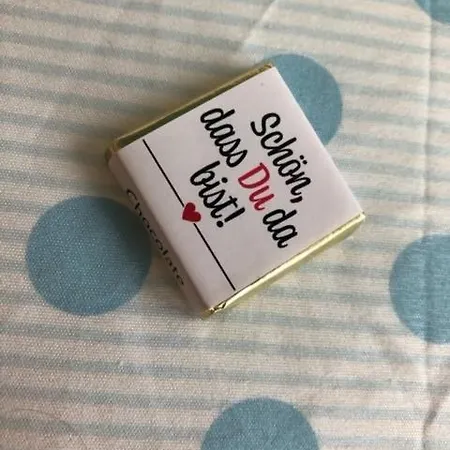 Schön,
dass Du da
bist!
Chocolate